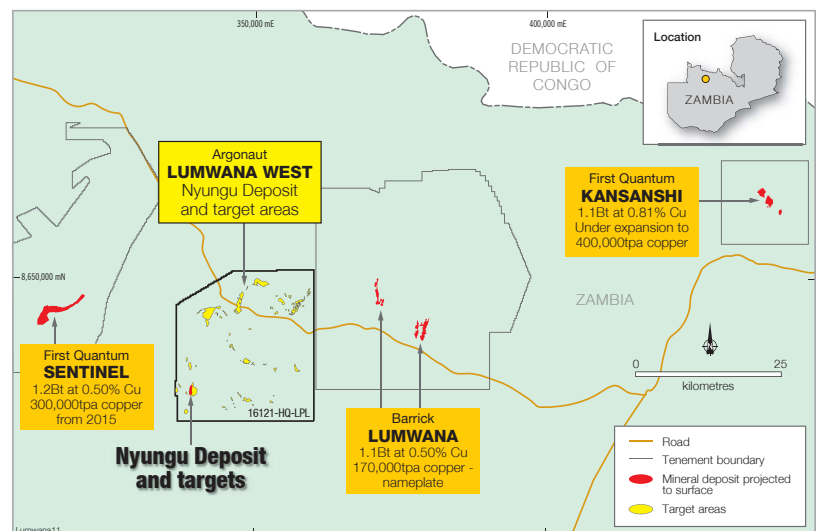 350,000 mE
400,000 mE
DEMOCRATIC
REPUBLIC OF
CONGO
Location
ZAMBIA
Argonaut
LUMWANA WEST
Nyungu Deposit
and target areas
First Quantum
KANSANSHI
1.1Bt at 0.81% Cu
Under expansion to
400,000tpa copper
8,650,000 mN
ZAMBIA
First Quantum
SENTINEL
1.2Bt at 0.50% Cu
300,000tpa copper
from 2015
16121-HQ-LPL
Nyungu Deposit
and targets
Barrick
LUMWANA
1.1Bt at 0.50% Cu
170,000tpa copper -
nameplate
N
0 25
kilometres
Road
Tenement boundary
Mineral deposit projected
to surface
Target areas
Lumwana11